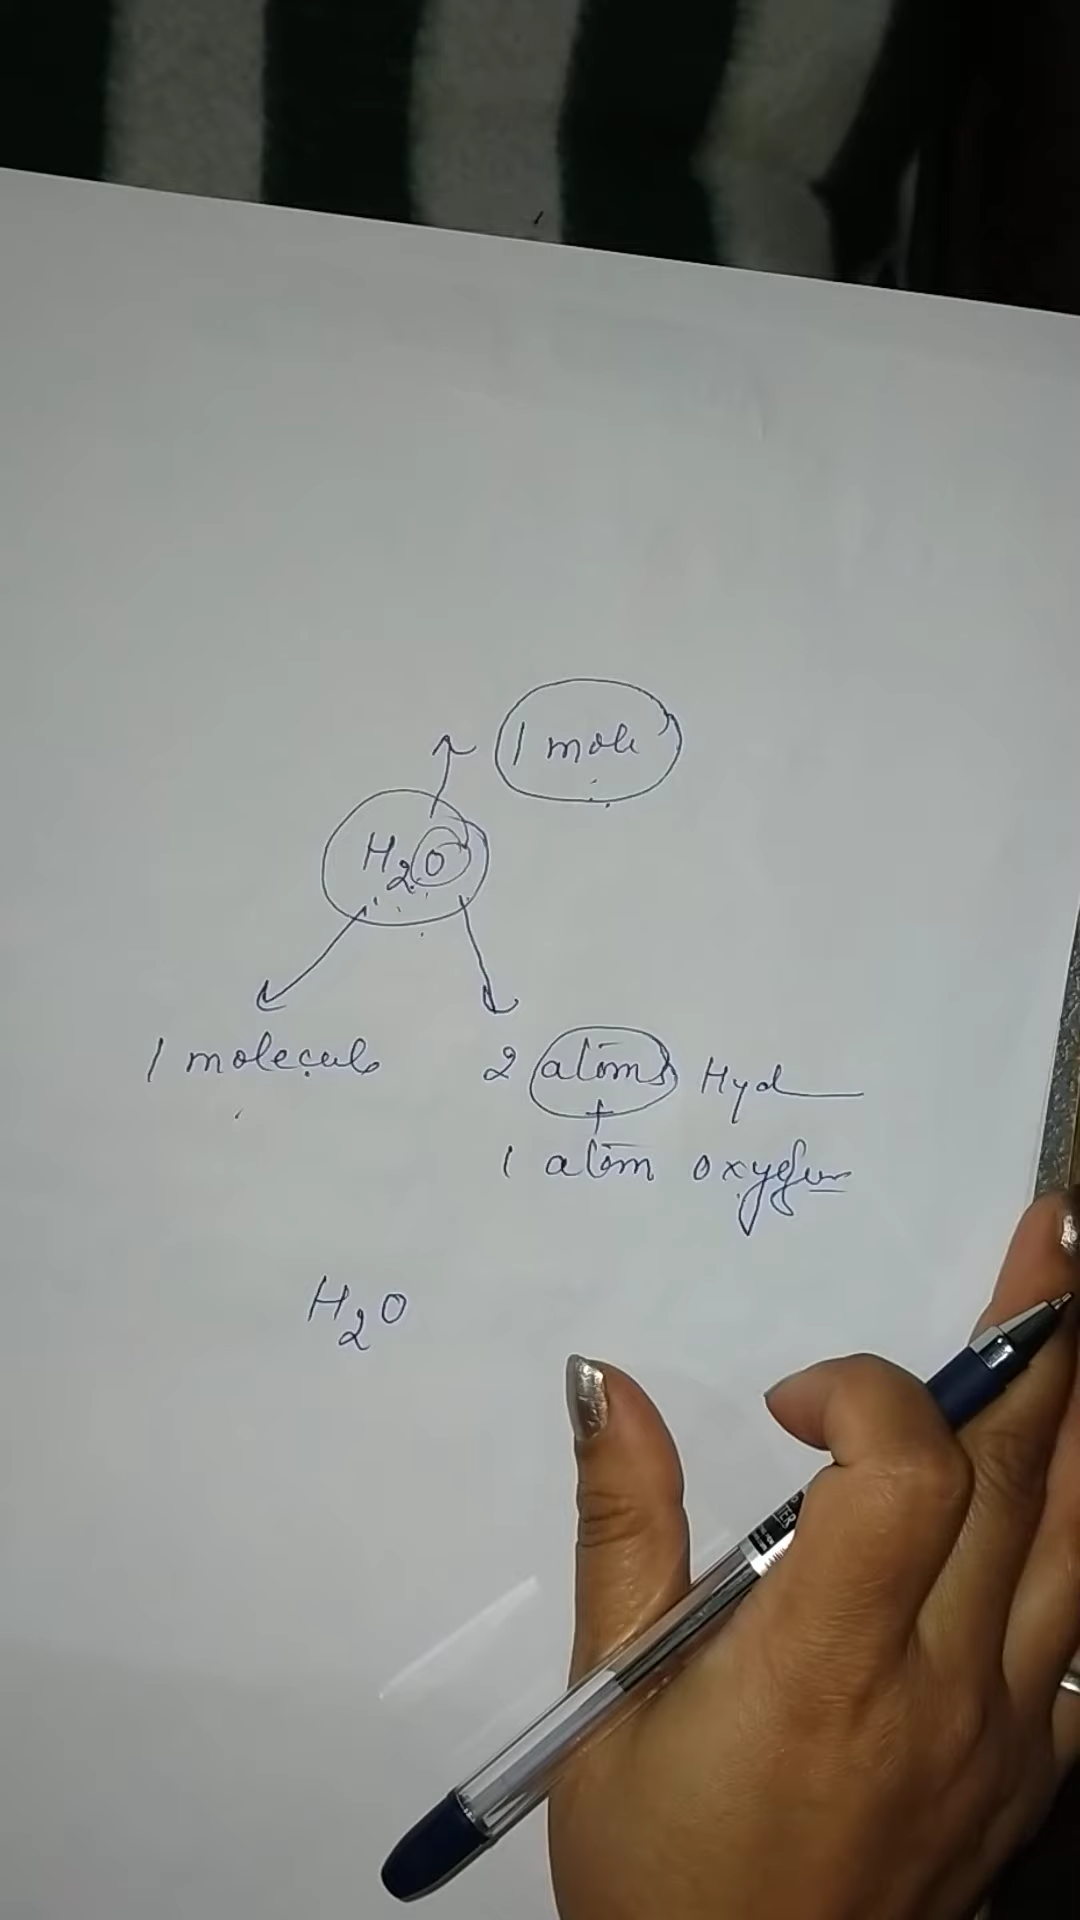 1 mole
H₂O
1 molecule
2 atoms Hyd
+
1 atom oxygen
H₂O